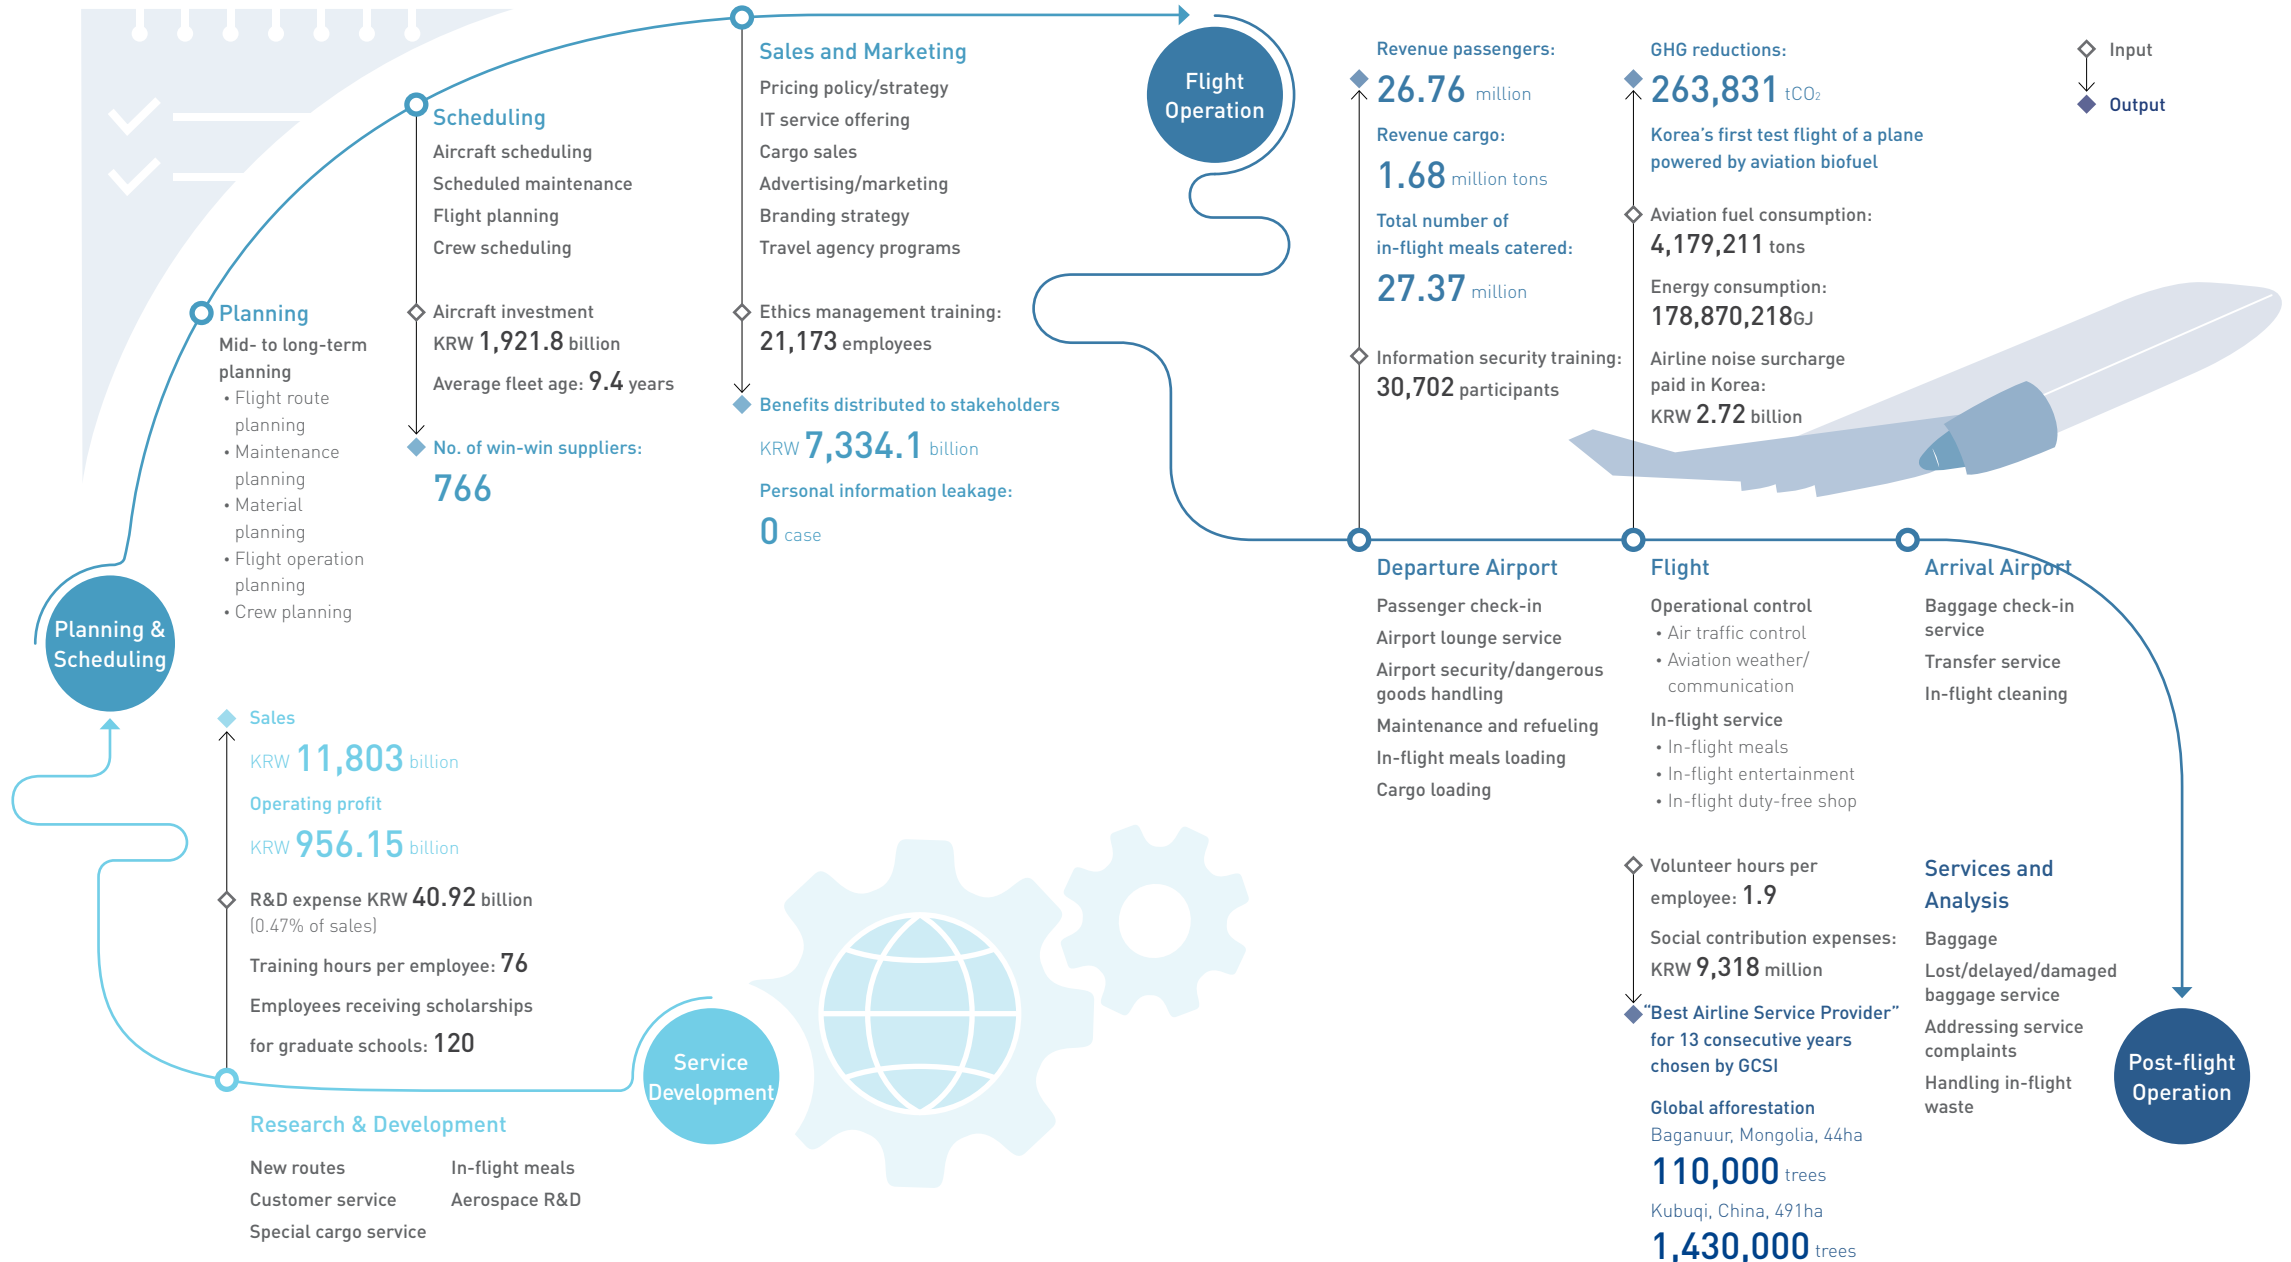 Planning &
Scheduling
Planning
Mid- to long-term
planning
• Flight route
planning
• Maintenance
planning
• Material
planning
• Flight operation
planning
• Crew planning
Scheduling
Aircraft scheduling
Scheduled maintenance
Flight planning
Crew scheduling
Aircraft investment
KRW 1,921.8 billion
Average fleet age: 9.4 years
No. of win-win suppliers:
766
Sales and Marketing
Pricing policy/strategy
IT service offering
Cargo sales
Advertising/marketing
Branding strategy
Travel agency programs
Ethics management training:
21,173 employees
Benefits distributed to stakeholders
KRW 7,334.1 billion
Personal information leakage:
0 case
Flight
Operation
Revenue passengers:
26.76 million
Revenue cargo:
1.68 million tons
Total number of
in-flight meals catered:
27.37 million
Information security training:
30,702 participants
Departure Airport
Passenger check-in
Airport lounge service
Airport security/dangerous
goods handling
Maintenance and refueling
In-flight meals loading
Cargo loading
GHG reductions:
263,831 tCO₂
Korea's first test flight of a plane
powered by aviation biofuel
Aviation fuel consumption:
4,179,211 tons
Energy consumption:
178,870,218GJ
Airline noise surcharge
paid in Korea:
KRW 2.72 billion
Flight
Operational control
• Air traffic control
• Aviation weather/
communication
In-flight service
• In-flight meals
• In-flight entertainment
• In-flight duty-free shop
Input
Output
Arrival Airport
Baggage check-in
service
Transfer service
In-flight cleaning
Volunteer hours per
employee: 1.9
Social contribution expenses:
KRW 9,318 million
“Best Airline Service Provider”
for 13 consecutive years
chosen by GCSI
Global afforestation
Baganuur, Mongolia, 44ha
110,000 trees
Kubuqi, China, 491ha
1,430,000 trees
Services and
Analysis
Baggage
Lost/delayed/damaged
baggage service
Addressing service
complaints
Handling in-flight
waste
Post-flight
Operation
Sales
KRW 11,803 billion
Operating profit
KRW 956.15 billion
R&D expense KRW 40.92 billion
(0.47% of sales)
Training hours per employee: 76
Employees receiving scholarships
for graduate schools: 120
Service
Development
Research & Development
New routes
Customer service
Special cargo service
In-flight meals
Aerospace R&D